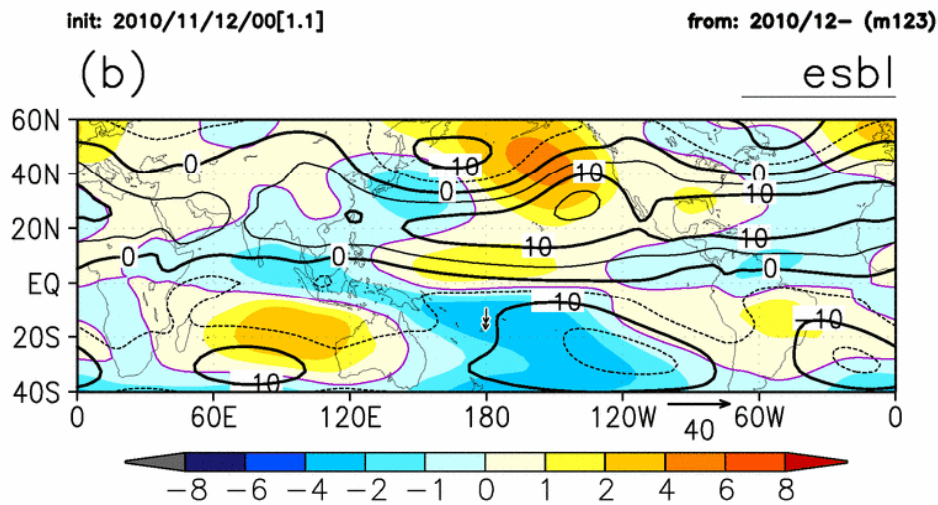 init: 2010/11/12/00[1.1] from: 2010/12- (m123)
(b) esbl
60N
0 10 10 0
40N
0 10
20N
10 10
0 0 0
EQ
10 10
20S
10
40S
0 60E 120E 180 120W 60W 0
40
-8 -6 -4 -2 -1 0 1 2 4 6 8